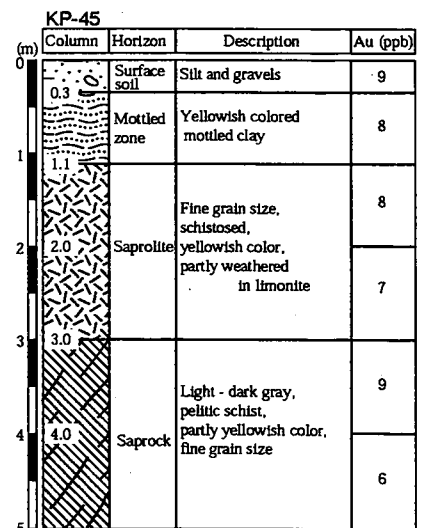 KP-45
(m) Column Horizon Description Au (ppb)
0
Surface soil Silt and gravels 9
0.3
Mottled zone Yellowish colored mottled clay 8
1
1.1
Saprolite Fine grain size,
schistosed,
yellowish color,
partly weathered
in limonite
8
2
2.0
7
3
3.0
Saprock Light - dark gray,
pelitic schist,
partly yellowish color,
fine grain size
9
4
4.0
6
5